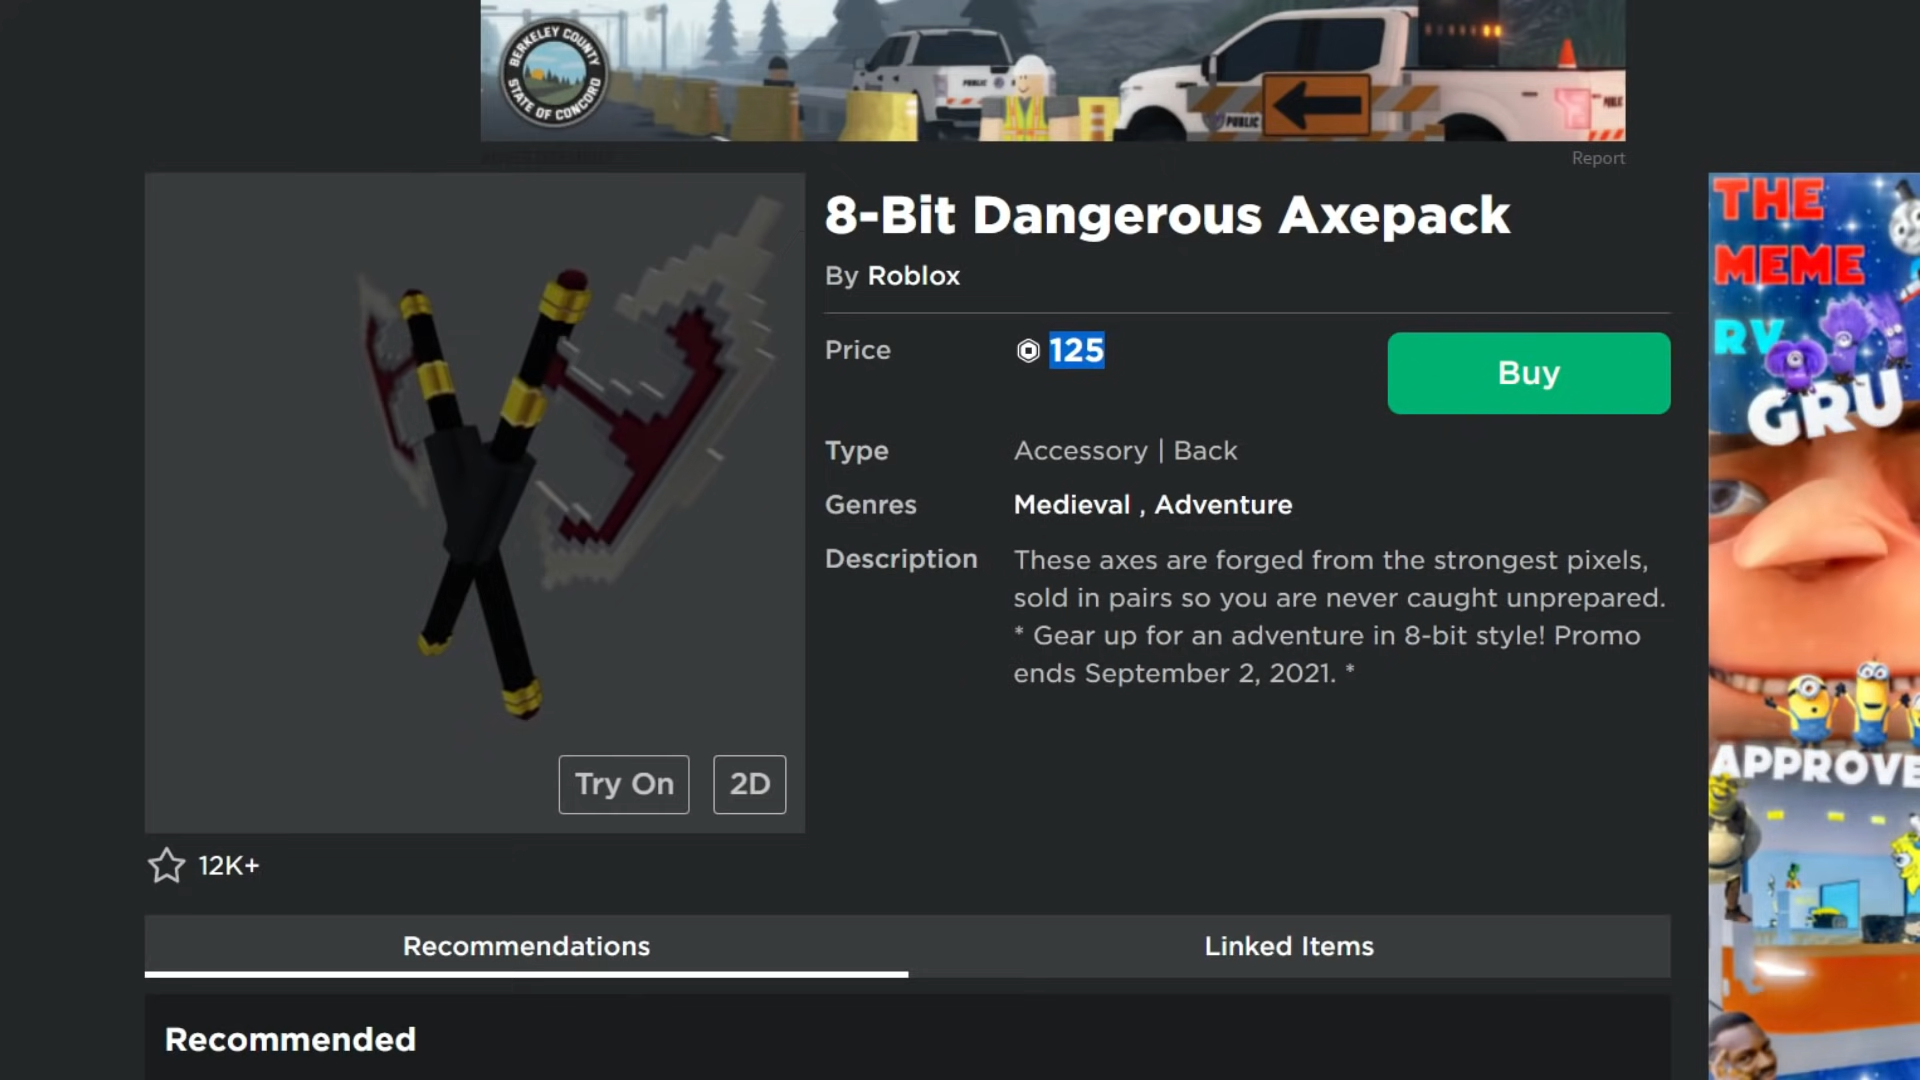 BERKELEY COUNTY
STATE OF CONCORD
PUBLIC
PUBLIC
Report
8-Bit Dangerous Axepack
By Roblox
Price 125
Buy
Type Accessory | Back
Genres Medieval , Adventure
Description These axes are forged from the strongest pixels,
sold in pairs so you are never caught unprepared.
* Gear up for an adventure in 8-bit style! Promo
ends September 2, 2021. *
Try On 2D
12K+
Recommendations Linked Items
Recommended
THE
MEME
RV
GRU
APPROVE